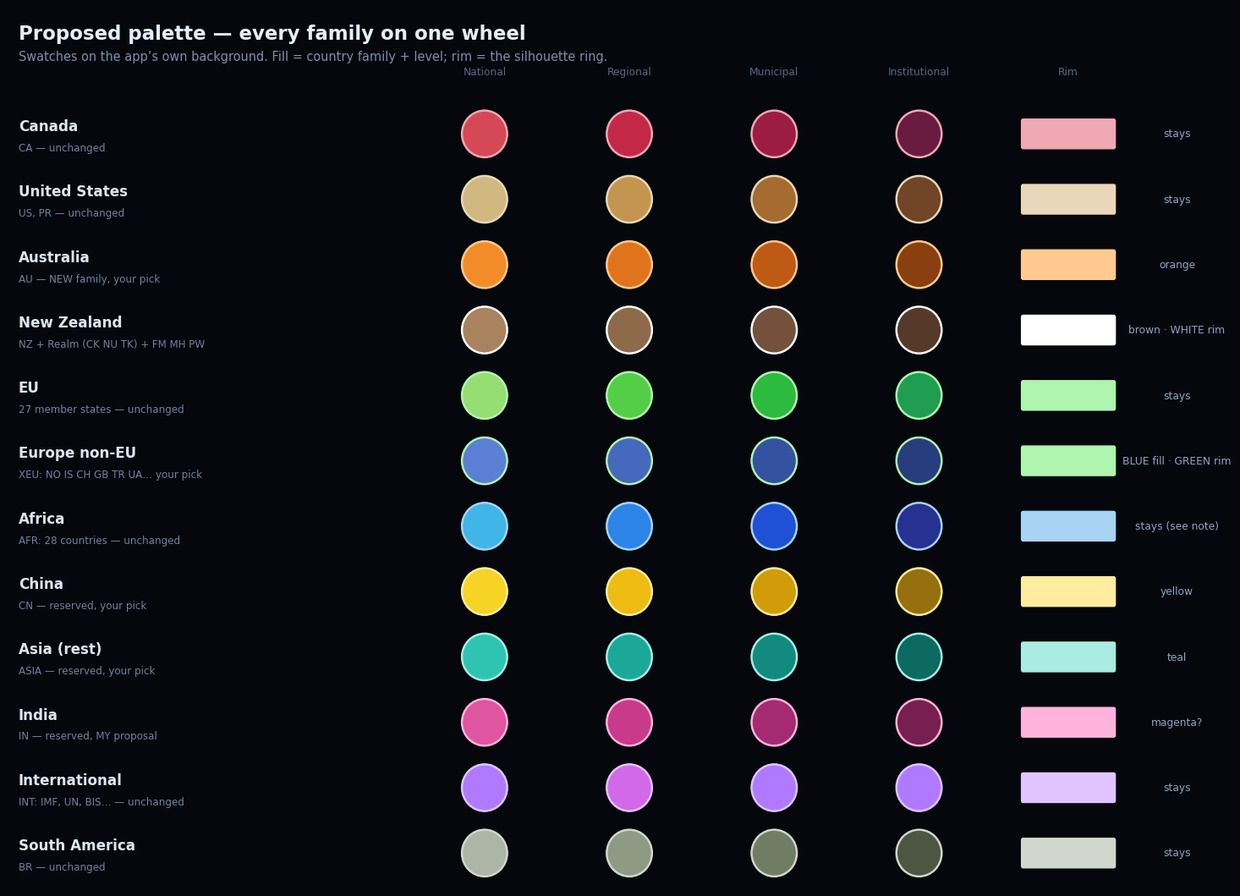 Proposed palette — every family on one wheel
Swatches on the app’s own background. Fill = country family + level; rim = the silhouette ring.
National Regional Municipal Institutional Rim
Canada
CA — unchanged
stays
United States
US, PR — unchanged
stays
Australia
AU — NEW family, your pick
orange
New Zealand
NZ + Realm (CK NU TK) + FM MH PW
brown · WHITE rim
EU
27 member states — unchanged
stays
Europe non-EU
XEU: NO IS CH GB TR UA... your pick
BLUE fill · GREEN rim
Africa
AFR: 28 countries — unchanged
stays (see note)
China
CN — reserved, your pick
yellow
Asia (rest)
ASIA — reserved, your pick
teal
India
IN — reserved, MY proposal
magenta?
International
INT: IMF, UN, BIS... — unchanged
stays
South America
BR — unchanged
stays